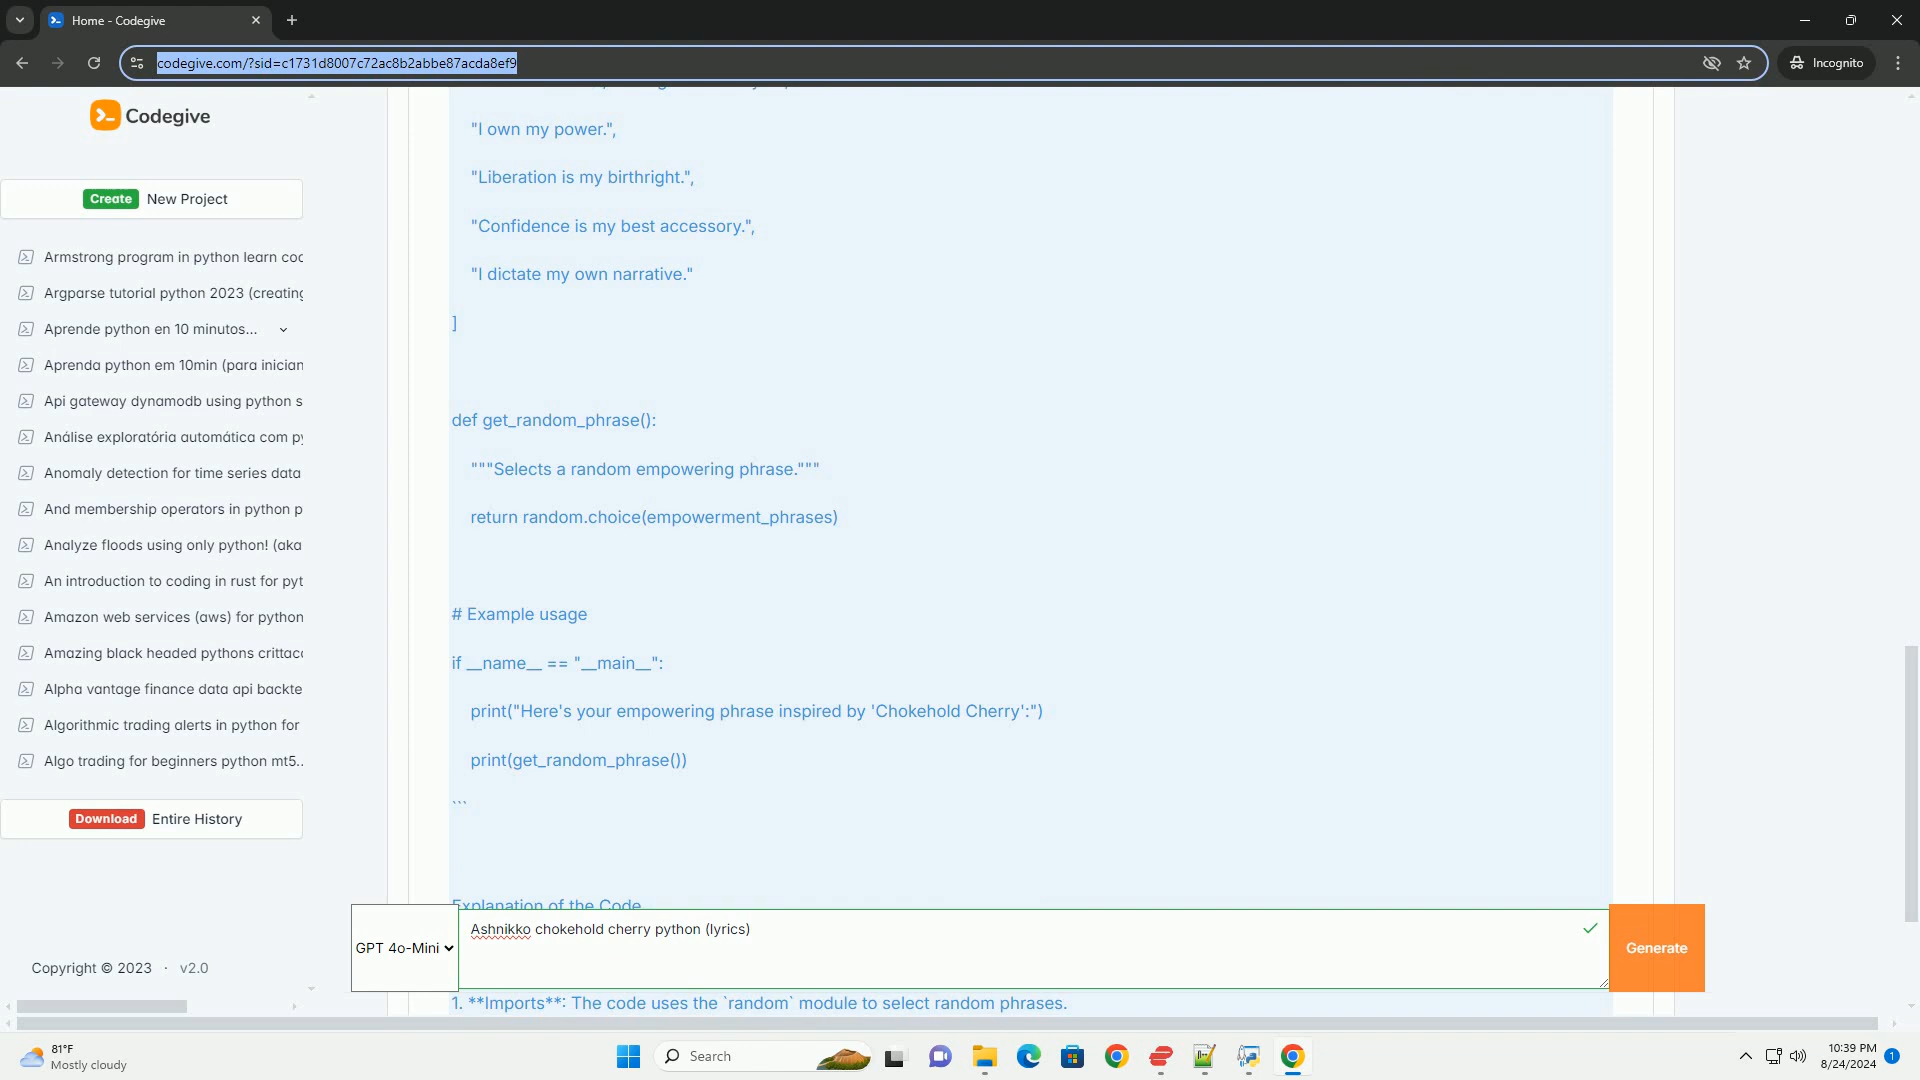 Home - Codegive
codegive.com/?sid=c1731d8007c72ac8b2abbe87acda8ef9
Incognito
Codegive
Create New Project
Armstrong program in python learn coc
Argparse tutorial python 2023 (creating
Aprende python en 10 minutos...
Aprenda python em 10min (para inician
Api gateway dynamodb using python s
Análise exploratória automática com py
Anomaly detection for time series data
And membership operators in python p
Analyze floods using only python! (aka
An introduction to coding in rust for pyt
Amazon web services (aws) for python
Amazing black headed pythons crittac
Alpha vantage finance data api backte
Algorithmic trading alerts in python for
Algo trading for beginners python mt5..
Download Entire History
Copyright © 2023 · v2.0
"I own my power.",
"Liberation is my birthright.",
"Confidence is my best accessory.",
"I dictate my own narrative."
]
def get_random_phrase():
"""Selects a random empowering phrase."""
return random.choice(empowerment_phrases)
# Example usage
if __name__ == "__main__":
print("Here's your empowering phrase inspired by 'Chokehold Cherry':")
print(get_random_phrase())
```
Explanation of the Code
GPT 4o-Mini
Ashnikko chokehold cherry python (lyrics)
Generate
1. **Imports**: The code uses the `random` module to select random phrases.
81°F
Mostly cloudy
Search
10:39 PM
8/24/2024
1